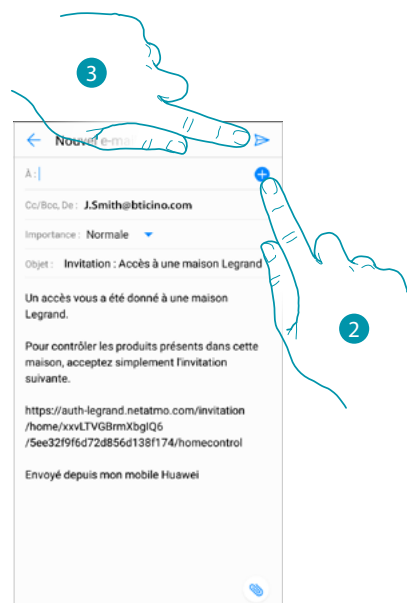 3
Nouvel e-ma
À :
Cc/Bcc, De : J.Smith@bticino.com
Importance : Normale
Objet : Invitation : Accès à une maison Legrand
Un accès vous a été donné à une maison
Legrand.
Pour contrôler les produits présents dans cette
maison, acceptez simplement l'invitation
suivante.
https://auth-legrand.netatmo.com/invitation
/home/xxvLTVGBrmXbglQ6
/5ee32f9f6d72d856d138f174/homecontrol
Envoyé depuis mon mobile Huawei
2